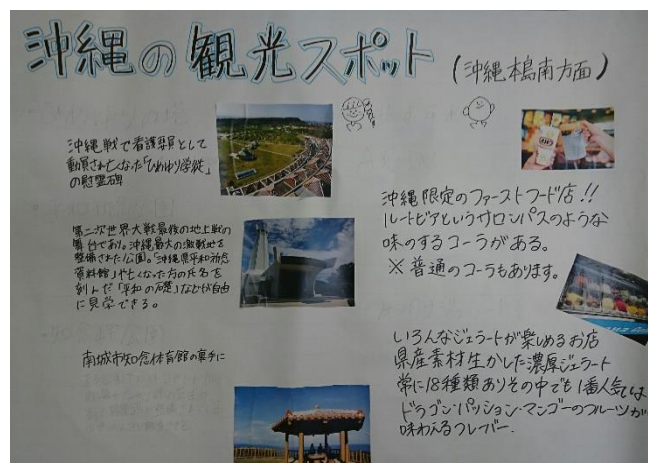 沖縄の観光スポット
(沖縄本島南方面)
沖縄戦で看護要員として
動員され亡くなった「ひめゆり学徒」
の慰霊碑
第二次世界大戦最後の地上戦の
舞台であり。沖縄最大の激戦地を
整備された公園。「沖縄県平和祈念
資料館」や亡くなった方の氏名を
刻んだ「平和の礎」などが自由
に見学できる。
南城市知念体育館の真手に
沖縄限定のファーストフード店!!
ルートビアというサロンパスのような
味のするコーラがある。
※普通のコーラもあります。
いろんなジェラートが楽しめるお店
県産素材生かした濃厚ジェラート
常に18種類ありその中でも1番人気は
ドラゴン・パッション・マンゴーのフルーツが
味わえるフレーバー.